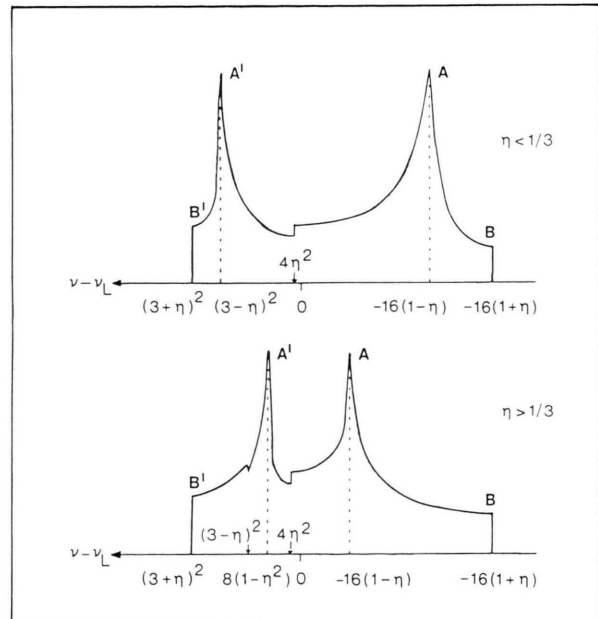 A' A
η < 1/3
B' B
4η²
ν – ν_L
(3 + η)² (3 – η)² 0 -16(1-η) -16(1+η)
A' A
η > 1/3
B' B
(3 – η)² 4η²
ν – ν_L
(3 + η)² 8(1-η²) 0 -16(1-η) -16(1+η)